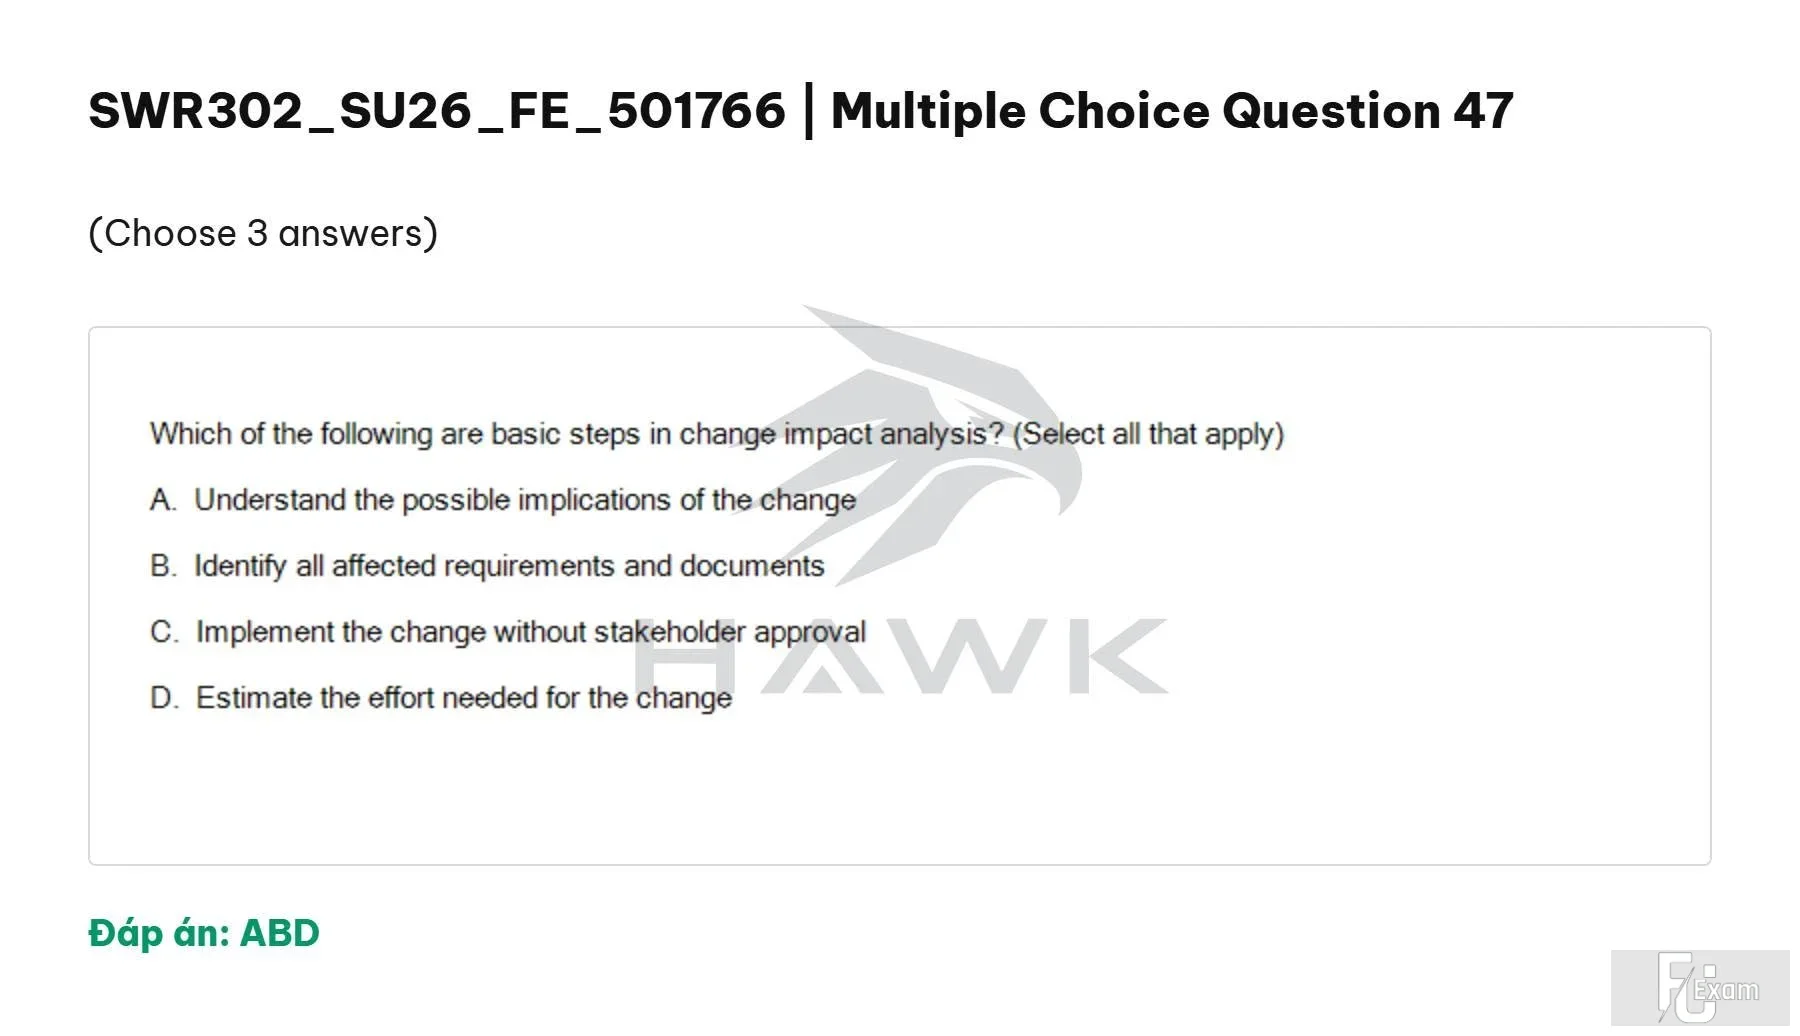 SWR302_SU26_FE_501766 | Multiple Choice Question 47
(Choose 3 answers)
Which of the following are basic steps in change impact analysis? (Select all that apply)
A. Understand the possible implications of the change
B. Identify all affected requirements and documents
C. Implement the change without stakeholder approval
D. Estimate the effort needed for the change
HAWK
Đáp án: ABD
FU Exam